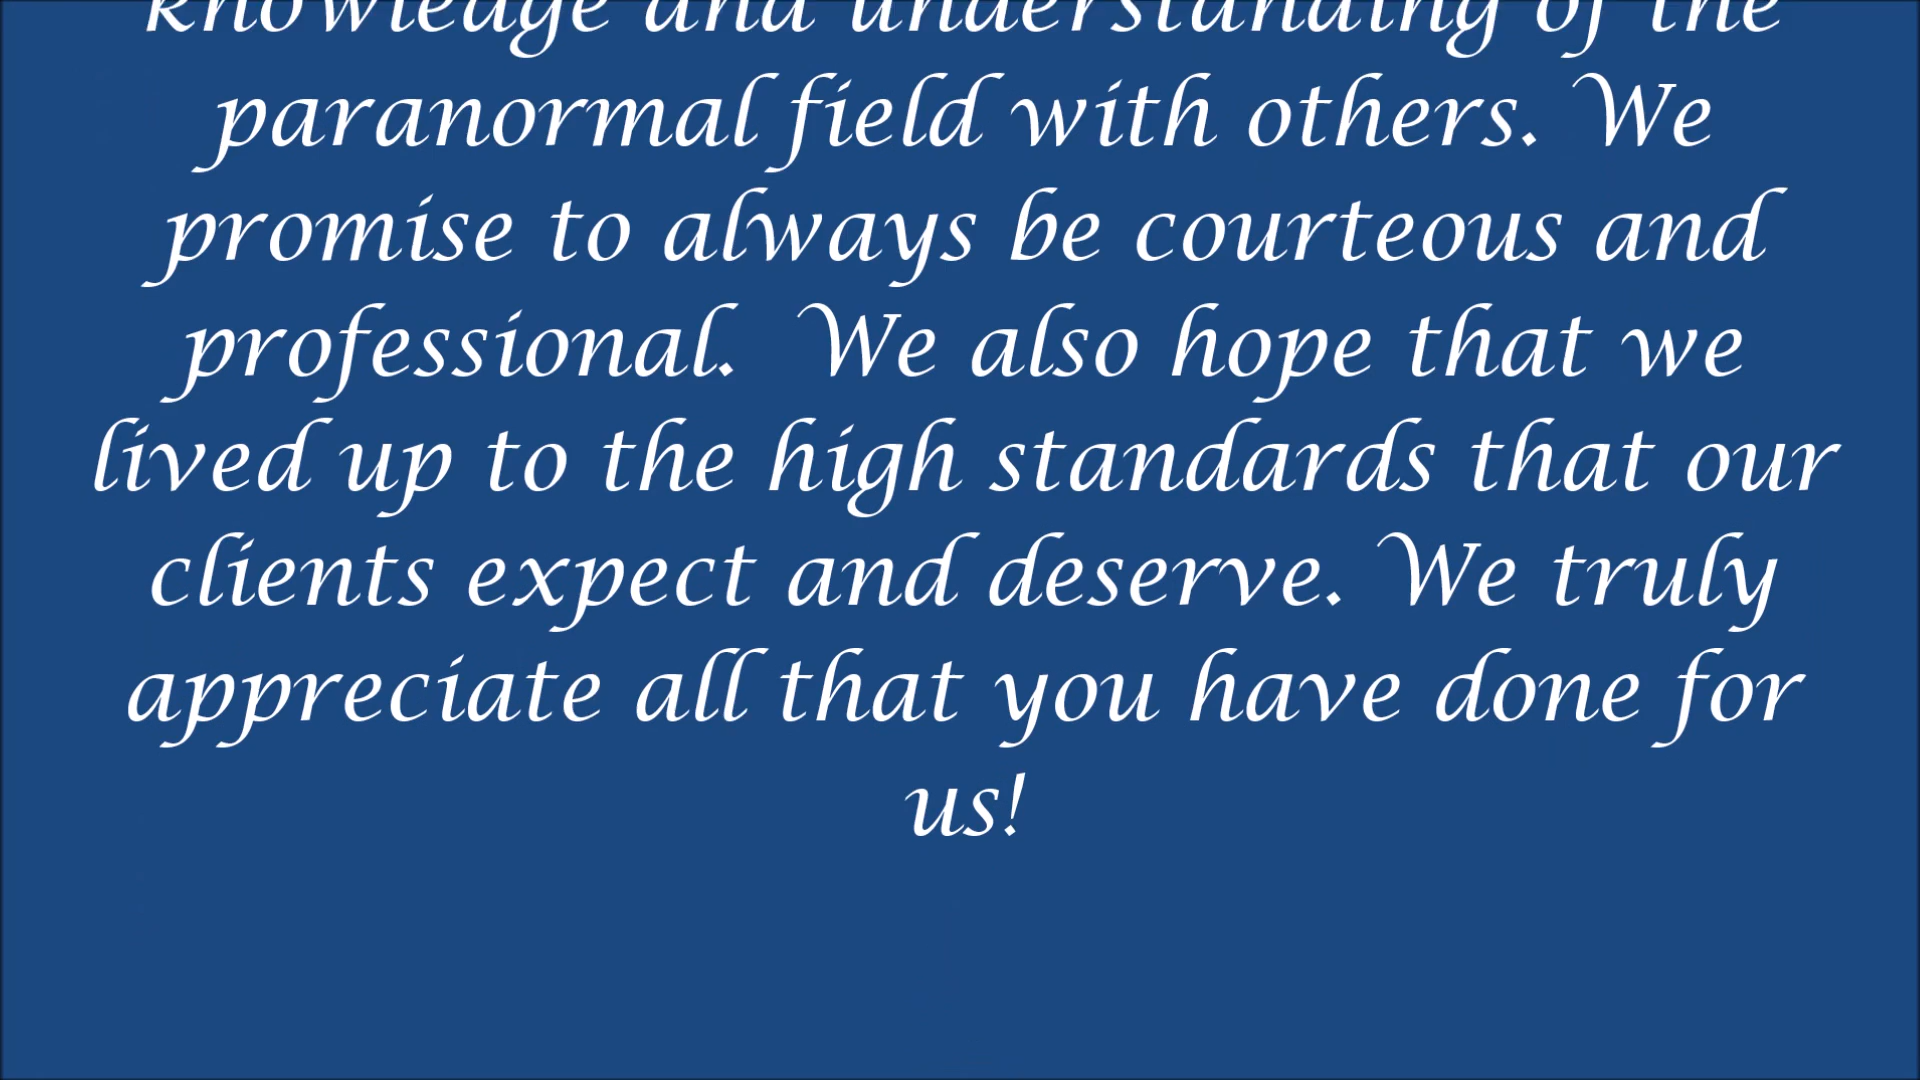 knowledge and understanding of the
paranormal field with others. We
promise to always be courteous and
professional.  We also hope that we
lived up to the high standards that our
clients expect and deserve. We truly
appreciate all that you have done for
us!